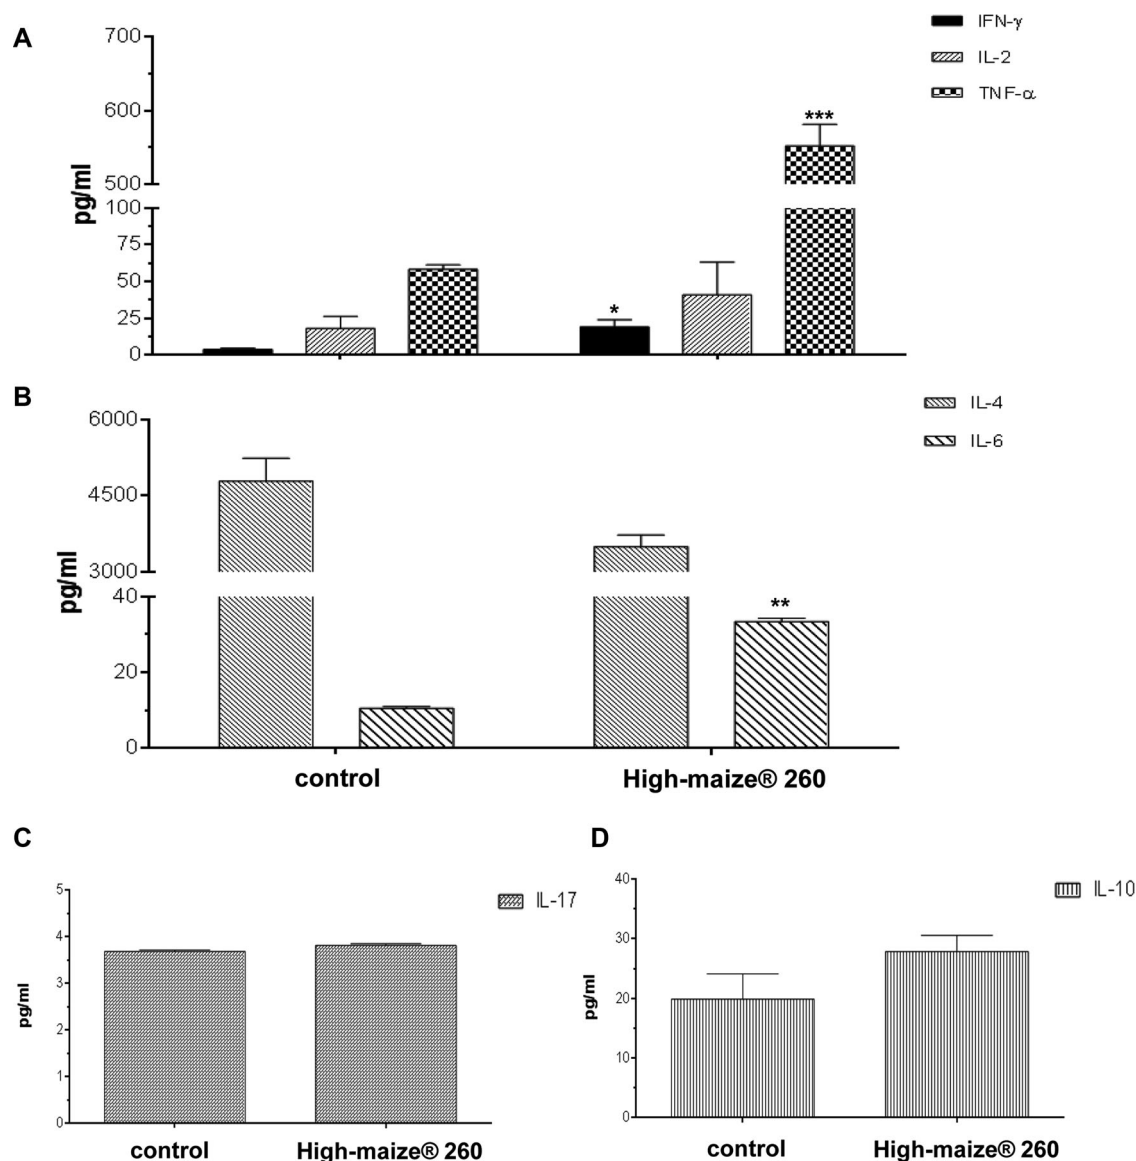 A
700
600
500
100
75
50
25
0
pg/ml
*
***
IFN-γ
IL-2
TNF-α
B
6000
4500
3000
40
20
0
pg/ml
**
IL-4
IL-6
control High-maize® 260
C
5
4
3
2
1
0
pg/ml
IL-17
control High-maize® 260
D
40
30
20
10
0
pg/ml
IL-10
control High-maize® 260